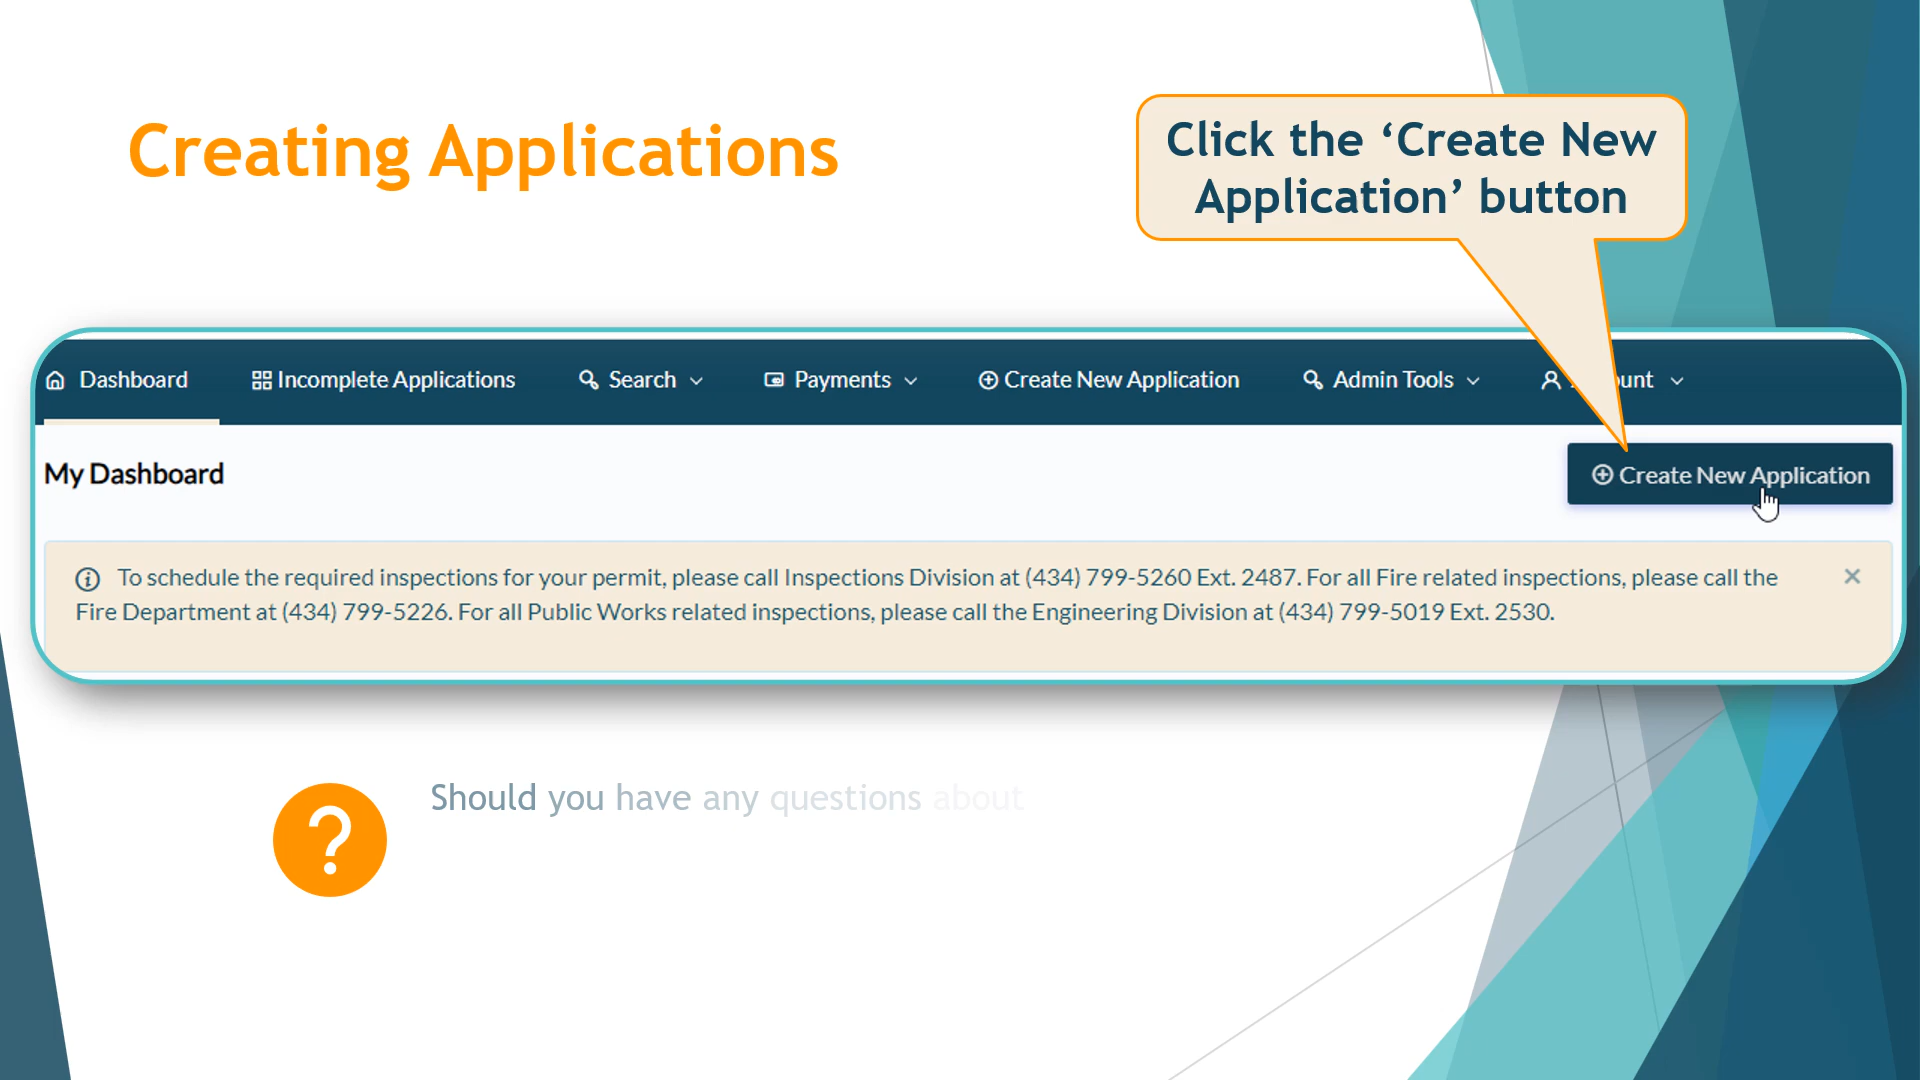 Creating Applications
Click the ‘Create New
Application’ button
Dashboard
Incomplete Applications
Search
Payments
Create New Application
Admin Tools
My Dashboard
Create New Application
To schedule the required inspections for your permit, please call Inspections Division at (434) 799-5260 Ext. 2487. For all Fire related inspections, please call the
Fire Department at (434) 799-5226. For all Public Works related inspections, please call the Engineering Division at (434) 799-5019 Ext. 2530.
Should you have any questions about